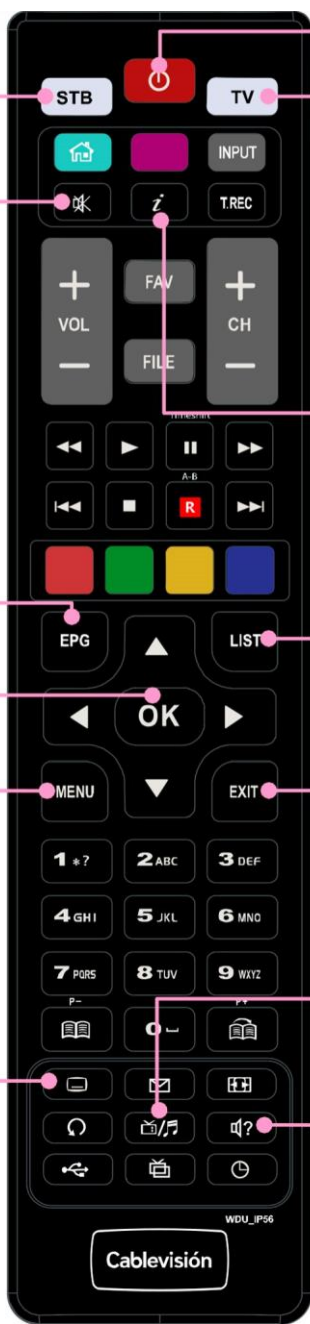 STB TV
INPUT
i T.REC
+ FAV +
VOL CH
- FILE -
Timeshift
A-B
R
EPG LIST
OK
MENU EXIT
1 *? 2 ABC 3 DEF
4 GHI 5 JKL 6 MNO
7 PQRS 8 TUV 9 WXYZ
P- P+
0
?
WDU_IP56
Cablevisión